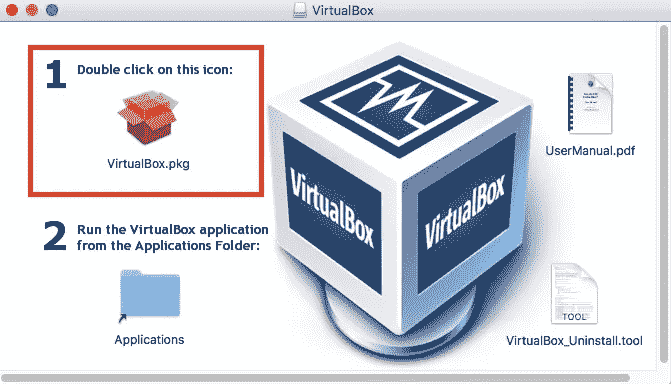 VirtualBox
1 Double click on this icon:
VirtualBox.pkg
2 Run the VirtualBox application
from the Applications Folder:
Applications
VirtualBox
VirtualBox
UserManual.pdf
TOOL
VirtualBox_Uninstall.tool